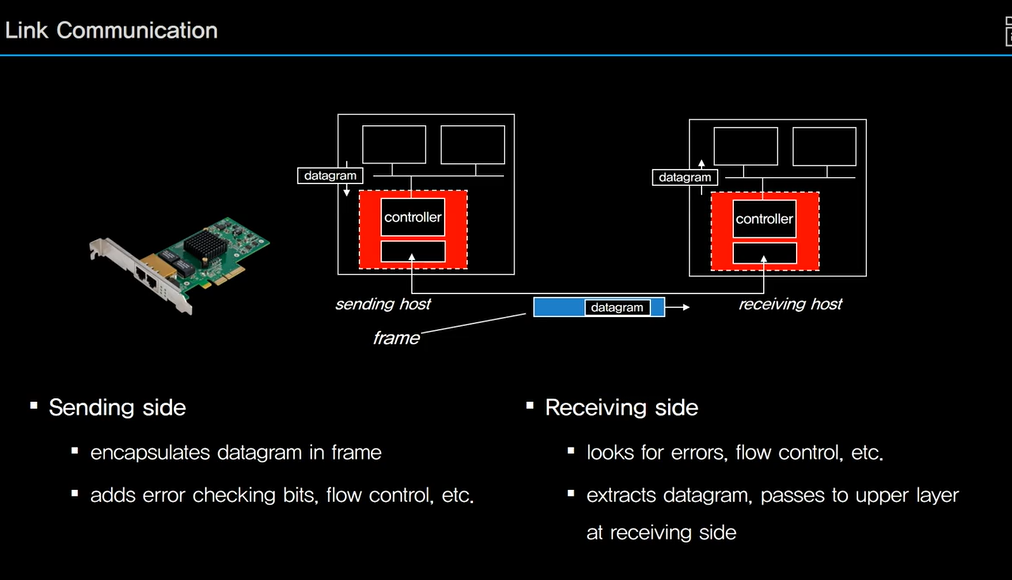 Link Communication
datagram
controller
datagram
controller
sending host
datagram
receiving host
frame
Sending side
encapsulates datagram in frame
adds error checking bits, flow control, etc.
Receiving side
looks for errors, flow control, etc.
extracts datagram, passes to upper layer
at receiving side